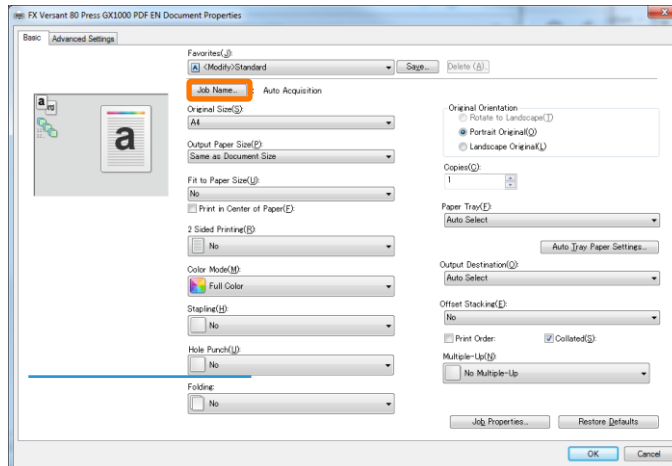 FX Versant 80 Press GX1000 PDF EN Document Properties
Basic
Advanced Settings
Favorites(J):
A <Modify>Standard
Save...
Delete (A).
Job Name...
: Auto Acquisition
Original Size(S):
A4
Output Paper Size(P):
Same as Document Size
Fit to Paper Size(U):
No
Print in Center of Paper(F):
2 Sided Printing(R):
No
Color Mode(M):
Full Color
Stapling(H):
No
Hole Punch(U):
No
Folding:
No
Original Orientation
Rotate to Landscape(T)
Portrait Original(O)
Landscape Original(L)
Copies(C):
1
Paper Tray(F):
Auto Select
Auto Tray Paper Settings...
Output Destination(O):
Auto Select
Offset Stacking(E):
No
Print Order:
Collated(S):
Multiple-Up(N):
No Multiple-Up
Job Properties...
Restore Defaults
OK
Cancel
a
a